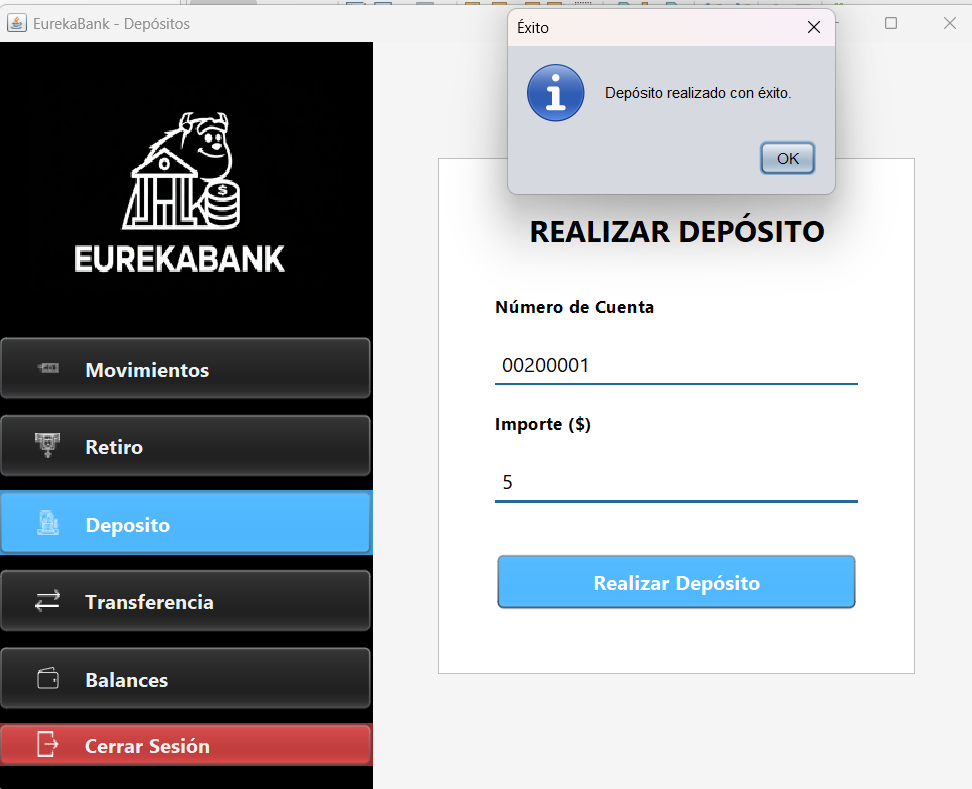 EurekaBank - Depósitos
Éxito
Depósito realizado con éxito.
OK
$
EUREKABANK
Movimientos
Retiro
Deposito
Transferencia
Balances
Cerrar Sesión
REALIZAR DEPÓSITO
Número de Cuenta
00200001
Importe ($)
5
Realizar Depósito